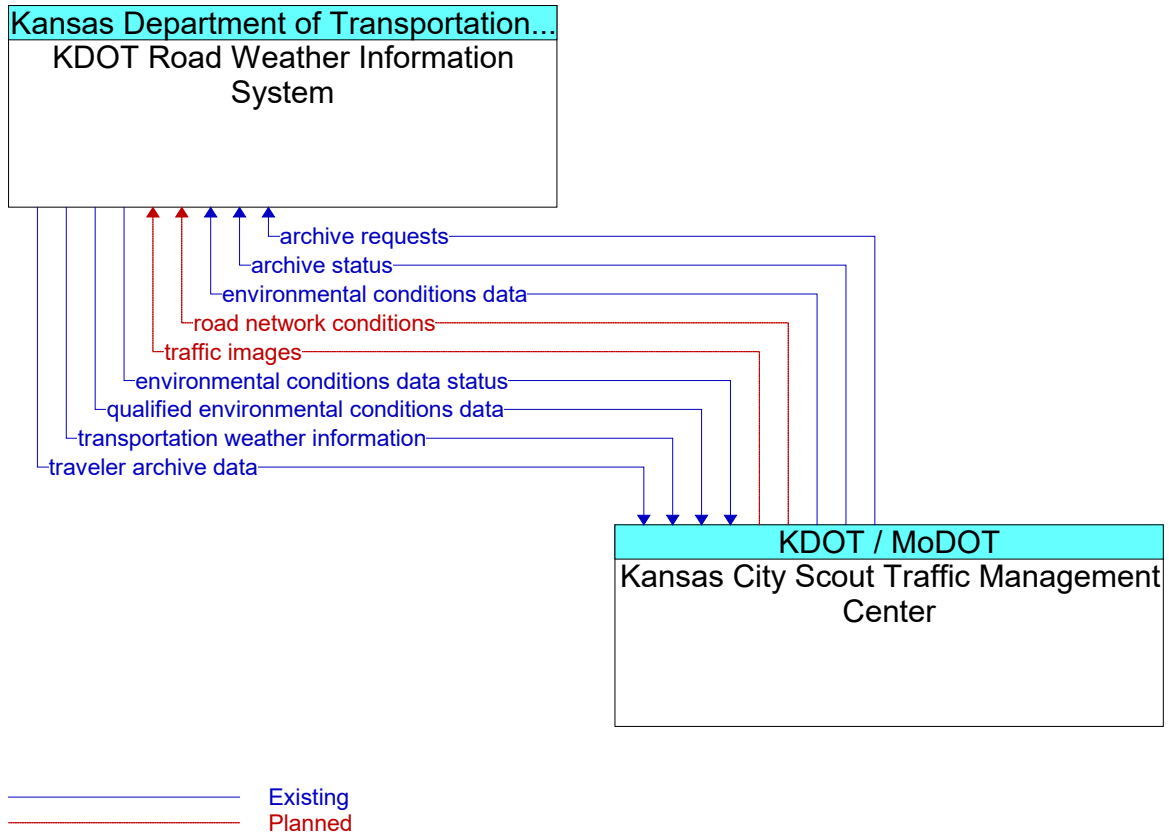 Kansas Department of Transportation...
KDOT Road Weather Information
System
archive requests
archive status
environmental conditions data
road network conditions
traffic images
environmental conditions data status
qualified environmental conditions data
transportation weather information
traveler archive data
KDOT / MoDOT
Kansas City Scout Traffic Management
Center
Existing
Planned